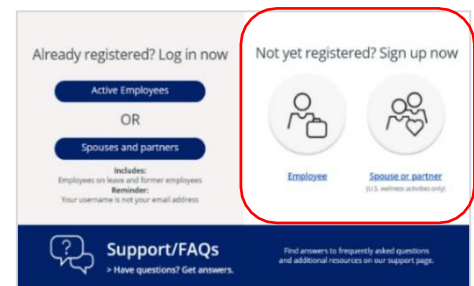 Already registered? Log in now
Active Employees
OR
Spouses and partners
Includes:
Employees on leave and former employees
Reminder:
Your username is not your email address
Not yet registered? Sign up now
Employee
Spouse or partner
(U.S. wellness activities only)
?
Support/FAQs
> Have questions? Get answers.
Find answers to frequently asked questions
and additional resources on our support page.